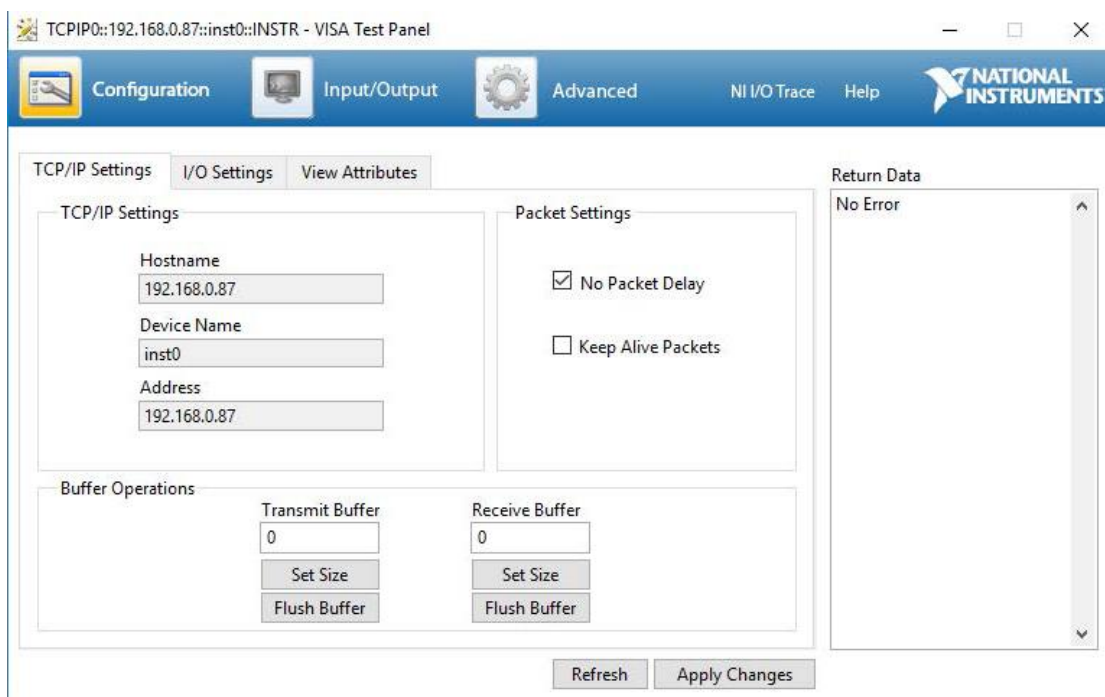 TCPIP0::192.168.0.87::inst0::INSTR - VISA Test Panel
Configuration
Input/Output
Advanced
NI I/O Trace
Help
NATIONAL
INSTRUMENTS
TCP/IP Settings
I/O Settings
View Attributes
TCP/IP Settings
Hostname
192.168.0.87
Device Name
inst0
Address
192.168.0.87
Packet Settings
No Packet Delay
Keep Alive Packets
Buffer Operations
Transmit Buffer
0
Set Size
Flush Buffer
Receive Buffer
0
Set Size
Flush Buffer
Return Data
No Error
Refresh
Apply Changes